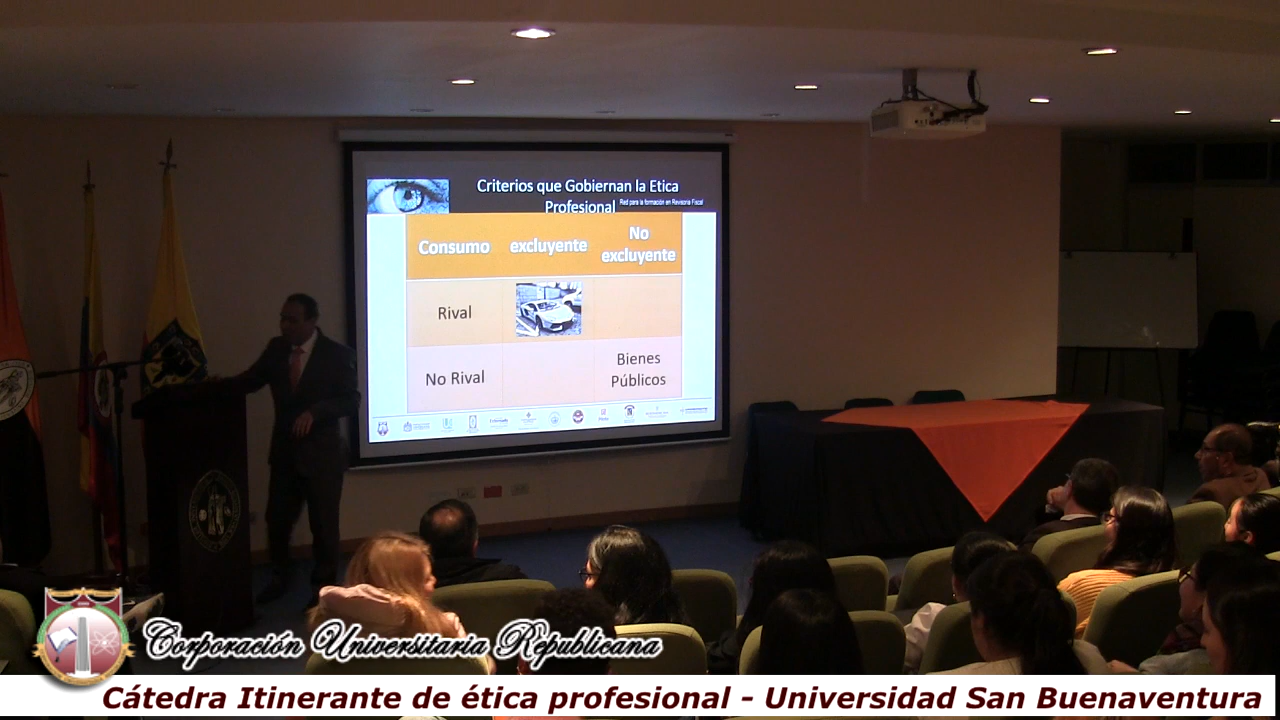 Criterios que Gobiernan la Etica
Profesional Red para la formación en Revisoria Fiscal
Consumo excluyente No
excluyente
Rival
No Rival Bienes
Públicos
Corporación Universitaria Republicana
Cátedra Itinerante de ética profesional - Universidad San Buenaventura